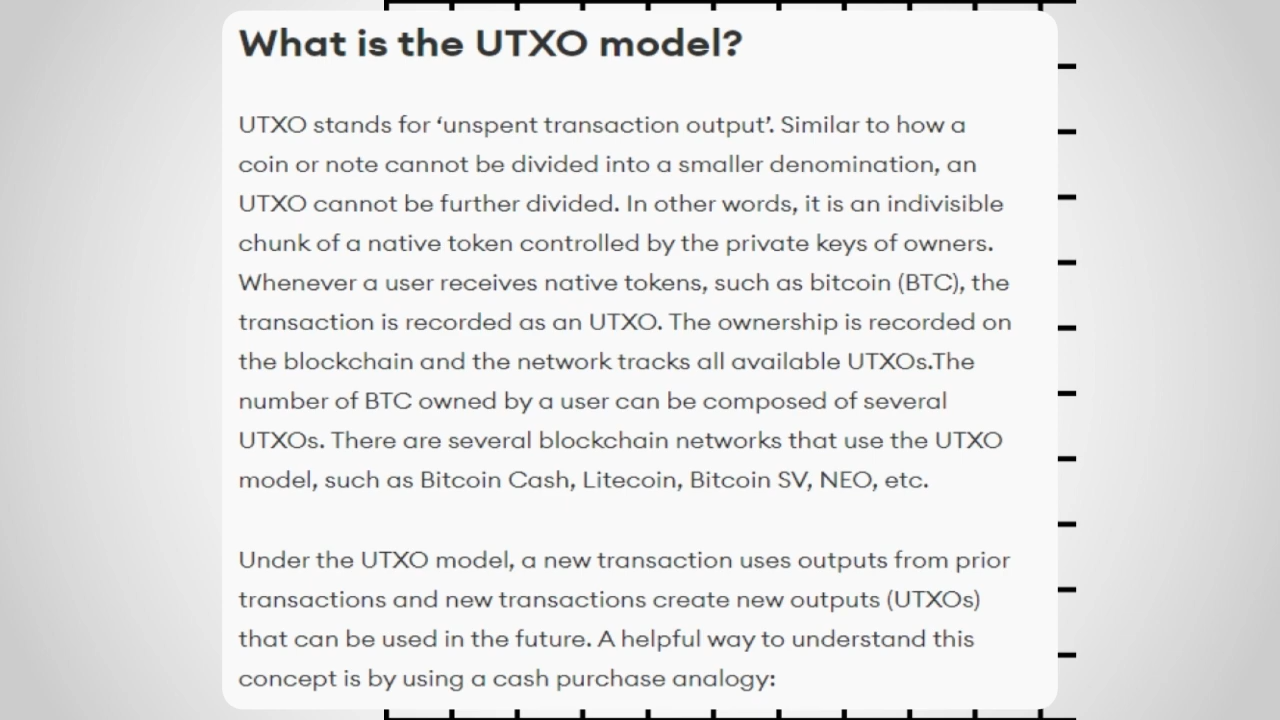 What is the UTXO model?
UTXO stands for ‘unspent transaction output’. Similar to how a
coin or note cannot be divided into a smaller denomination, an
UTXO cannot be further divided. In other words, it is an indivisible
chunk of a native token controlled by the private keys of owners.
Whenever a user receives native tokens, such as bitcoin (BTC), the
transaction is recorded as an UTXO. The ownership is recorded on
the blockchain and the network tracks all available UTXOs.The
number of BTC owned by a user can be composed of several
UTXOs. There are several blockchain networks that use the UTXO
model, such as Bitcoin Cash, Litecoin, Bitcoin SV, NEO, etc.
Under the UTXO model, a new transaction uses outputs from prior
transactions and new transactions create new outputs (UTXOs)
that can be used in the future. A helpful way to understand this
concept is by using a cash purchase analogy: